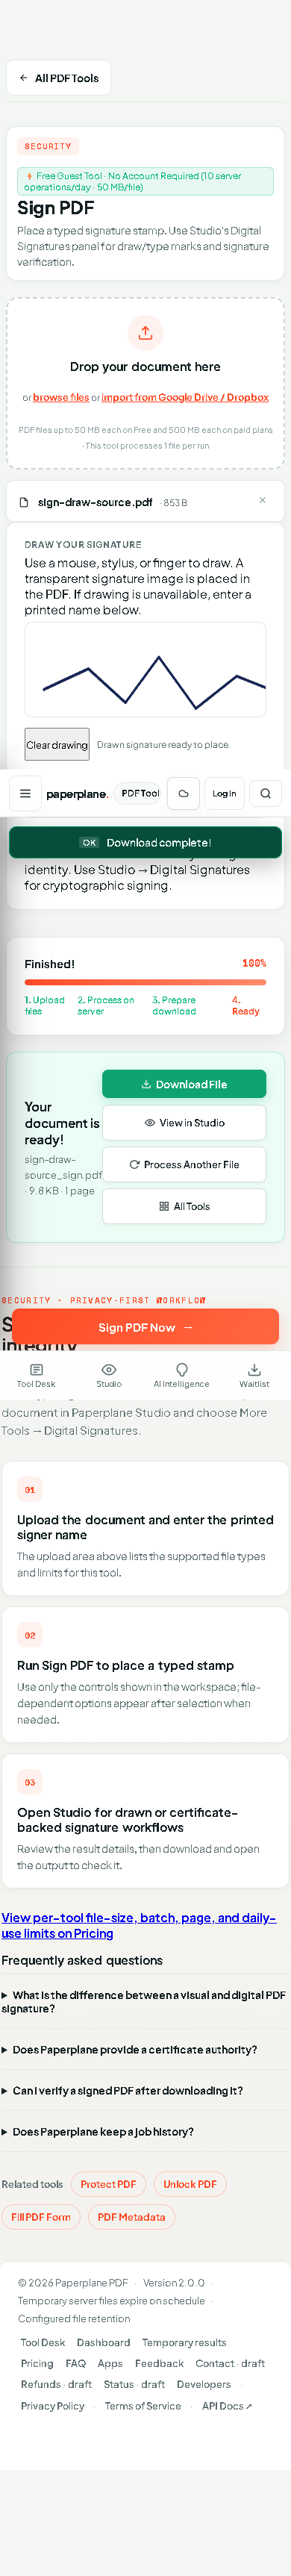 ← All PDF Tools
SECURITY
Free Guest Tool · No Account Required (10 server
operations/day · 50 MB/file)
Sign PDF
Place a typed signature stamp. Use Studio's Digital
Signatures panel for draw/type marks and signature
verification.
Drop your document here
or browse files or import from Google Drive / Dropbox
PDF files up to 50 MB each on Free and 500 MB each on paid plans
· This tool processes 1 file per run
sign-draw-source.pdf · 853 B ×
DRAW YOUR SIGNATURE
Use a mouse, stylus, or finger to draw. A
transparent signature image is placed in
the PDF. If drawing is unavailable, enter a
printed name below.
Clear drawing Drawn signature ready to place.
paperplane. PDF Tool Log In
OK Download complete!
identity. Use Studio → Digital Signatures
for cryptographic signing.
Finished! 100%
1. Upload files 2. Process on server 3. Prepare download 4. Ready
Your
document is
ready!
sign-draw-
source_sign.pdf
· 9.8 KB · 1 page
Download File
View in Studio
Process Another File
All Tools
SECURITY · PRIVACY-FIRST WORKFLOW
Sign PDF Now →
integrity
Tool Desk Studio AI Intelligence Waitlist
document in Paperplane Studio and choose More
Tools → Digital Signatures.
01
Upload the document and enter the printed
signer name
The upload area above lists the supported file types
and limits for this tool.
02
Run Sign PDF to place a typed stamp
Use only the controls shown in the workspace; file-
dependent options appear after selection when
needed.
03
Open Studio for drawn or certificate-
backed signature workflows
Review the result details, then download and open
the output to check it.
View per-tool file-size, batch, page, and daily-
use limits on Pricing
Frequently asked questions
What is the difference between a visual and digital PDF
signature?
Does Paperplane provide a certificate authority?
Can I verify a signed PDF after downloading it?
Does Paperplane keep a job history?
Related tools Protect PDF Unlock PDF
Fill PDF Form PDF Metadata
© 2026 Paperplane PDF · Version 2.0.0 ·
Temporary server files expire on schedule ·
Configured file retention
Tool Desk Dashboard Temporary results
Pricing FAQ Apps Feedback Contact · draft
Refunds · draft Status · draft Developers ·
Privacy Policy · Terms of Service · API Docs ↗